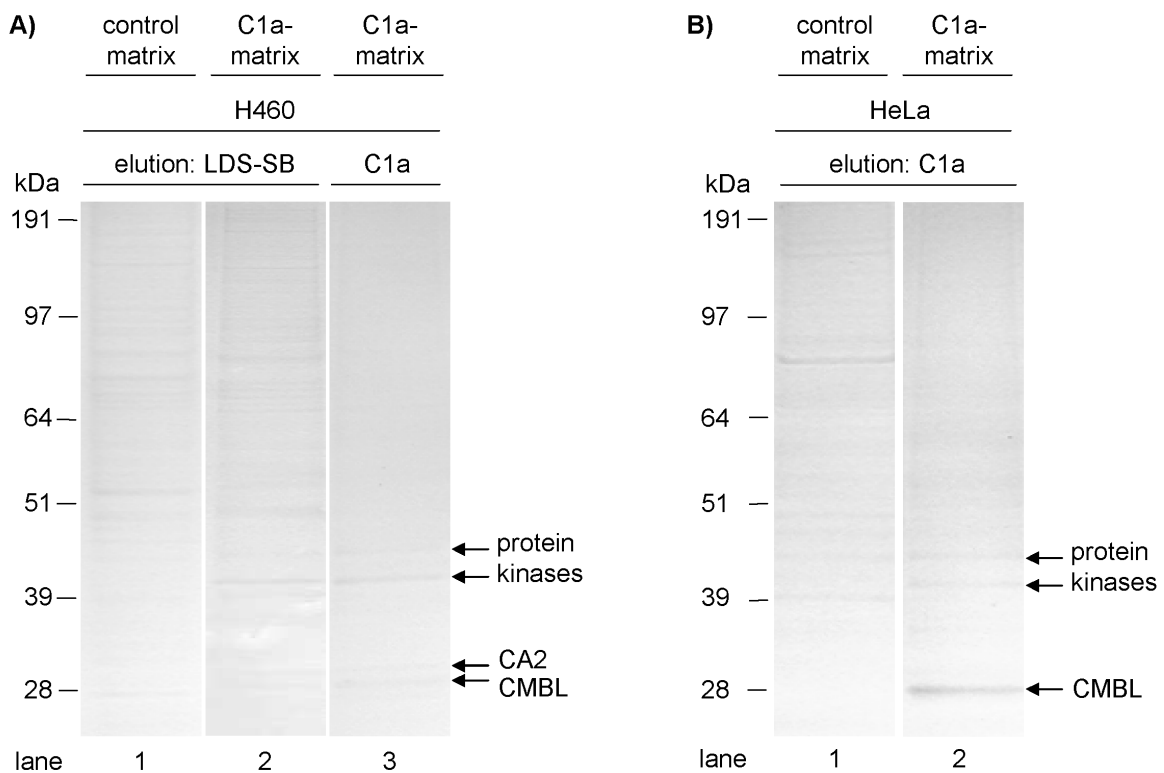 A)
control matrix
C1a-matrix
C1a-matrix
H460
elution: LDS-SB
C1a
kDa
191
97
64
51
39
28
protein
kinases
CA2
CMBL
lane 1 2 3
B)
control matrix
C1a-matrix
HeLa
elution: C1a
kDa
191
97
64
51
39
28
protein
kinases
CMBL
lane 1 2